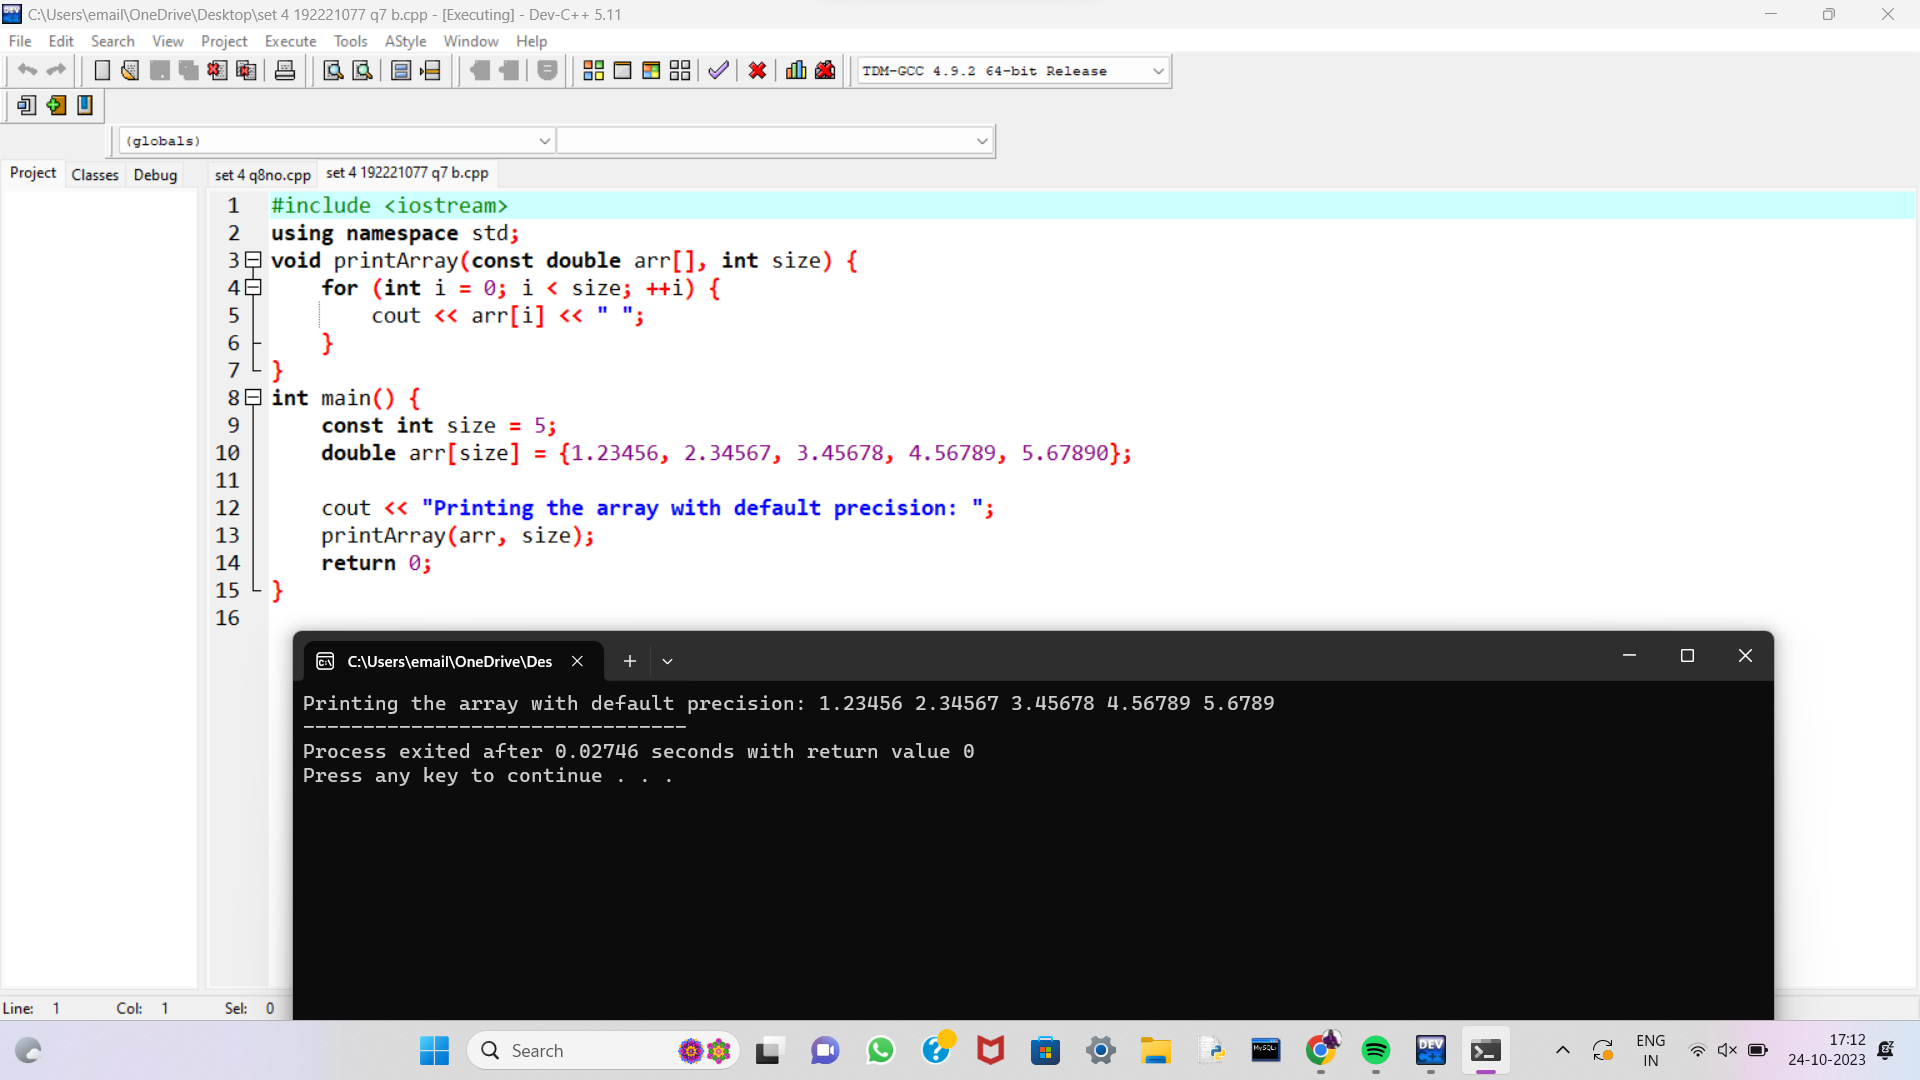 C:\Users\email\OneDrive\Desktop\set 4 192221077 q7 b.cpp - [Executing] - Dev-C++ 5.11
File Edit Search View Project Execute Tools AStyle Window Help
TDM-GCC 4.9.2 64-bit Release
(globals)
Project Classes Debug set 4 q8no.cpp set 4 192221077 q7 b.cpp
1 #include <iostream>
2 using namespace std;
3 void printArray(const double arr[], int size) {
4 for (int i = 0; i < size; ++i) {
5 cout << arr[i] << " ";
6 }
7 }
8 int main() {
9 const int size = 5;
10 double arr[size] = {1.23456, 2.34567, 3.45678, 4.56789, 5.67890};
11
12 cout << "Printing the array with default precision: ";
13 printArray(arr, size);
14 return 0;
15 }
16
C:\Users\email\OneDrive\Des
Printing the array with default precision: 1.23456 2.34567 3.45678 4.56789 5.6789
--------------------------------
Process exited after 0.02746 seconds with return value 0
Press any key to continue . . .
Line: 1 Col: 1 Sel: 0
Search
MySQL
DEV C++
ENG
IN
17:12
24-10-2023